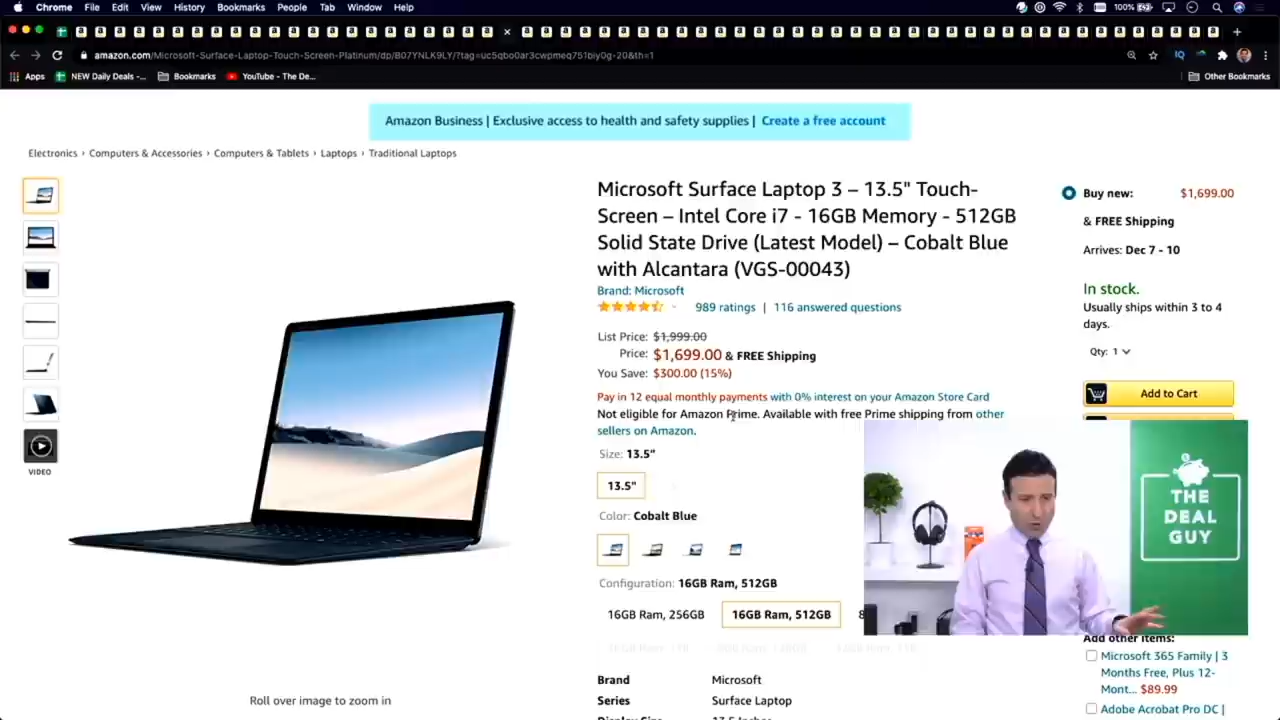 Chrome File Edit View History Bookmarks People Tab Window Help
100%
amazon.com/Microsoft-Surface-Laptop-Touch-Screen-Platinum/dp/B07YNLK9LY/?tag=uc5qbo0ar3cwpmeq751biy0g-20&th=1
Apps NEW Daily Deals -... Bookmarks YouTube - The De... Other Bookmarks
Amazon Business | Exclusive access to health and safety supplies | Create a free account
Electronics › Computers & Accessories › Computers & Tablets › Laptops › Traditional Laptops
Microsoft Surface Laptop 3 – 13.5" Touch-
Screen – Intel Core i7 - 16GB Memory - 512GB
Solid State Drive (Latest Model) – Cobalt Blue
with Alcantara (VGS-00043)
Brand: Microsoft
989 ratings | 116 answered questions
List Price: $1,999.00
Price: $1,699.00 & FREE Shipping
You Save: $300.00 (15%)
Pay in 12 equal monthly payments with 0% interest on your Amazon Store Card
Not eligible for Amazon Prime. Available with free Prime shipping from other
sellers on Amazon.
Size: 13.5"
13.5"
Color: Cobalt Blue
Configuration: 16GB Ram, 512GB
16GB Ram, 256GB 16GB Ram, 512GB
Brand Microsoft
Series Surface Laptop
VIDEO
Roll over image to zoom in
Buy new: $1,699.00
& FREE Shipping
Arrives: Dec 7 - 10
In stock.
Usually ships within 3 to 4
days.
Qty: 1
Add to Cart
THE
DEAL
GUY
Add other items:
Microsoft 365 Family | 3
Months Free, Plus 12-
Mont... $89.99
Adobe Acrobat Pro DC |